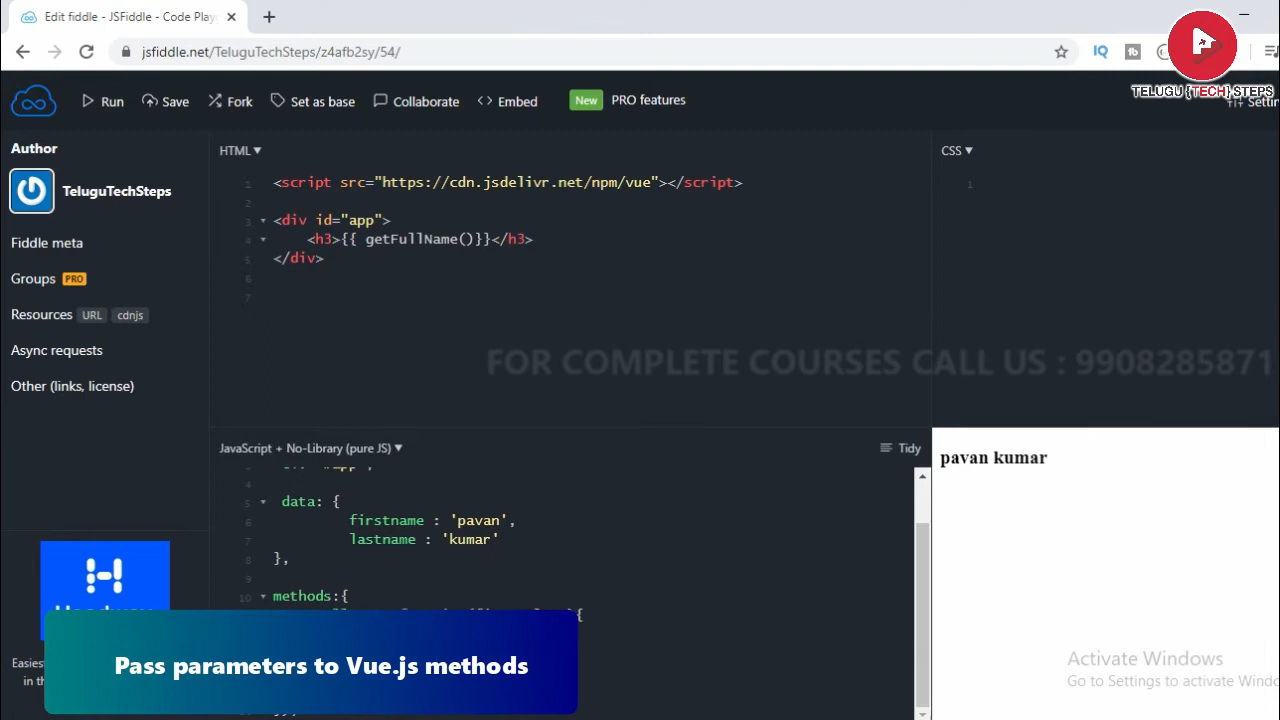 Edit fiddle - JSFiddle - Code Play
jsfiddle.net/TeluguTechSteps/z4afb2sy/54/
IQ
TELUGU {TECH} STEPS
Run
Save
Fork
Set as base
Collaborate
Embed
New
PRO features
Settin
Author
TeluguTechSteps
Fiddle meta
Groups PRO
Resources URL cdnjs
Async requests
Other (links, license)
HTML
1 <script src="https://cdn.jsdelivr.net/npm/vue"></script>
2
3 <div id="app">
4 <h3>{{ getFullName()}}</h3>
5 </div>
6
7
CSS
1
FOR COMPLETE COURSES CALL US : 9908285871
JavaScript + No-Library (pure JS)
Tidy
4
5 data: {
6 firstname : 'pavan',
7 lastname : 'kumar'
8 },
9
10 methods:{
{
pavan kumar
Easies
in th
Pass parameters to Vue.js methods
Activate Windows
Go to Settings to activate Windo